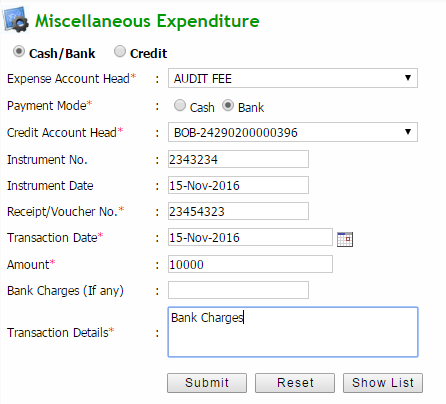 Miscellaneous Expenditure
Cash/Bank Credit
Expense Account Head* : AUDIT FEE
Payment Mode* : Cash Bank
Credit Account Head* : BOB-24290200000396
Instrument No. : 2343234
Instrument Date : 15-Nov-2016
Receipt/Voucher No.* : 23454323
Transaction Date* : 15-Nov-2016
Amount* : 10000
Bank Charges (If any) :
Bank Charges
Transaction Details* :
Submit Reset Show List